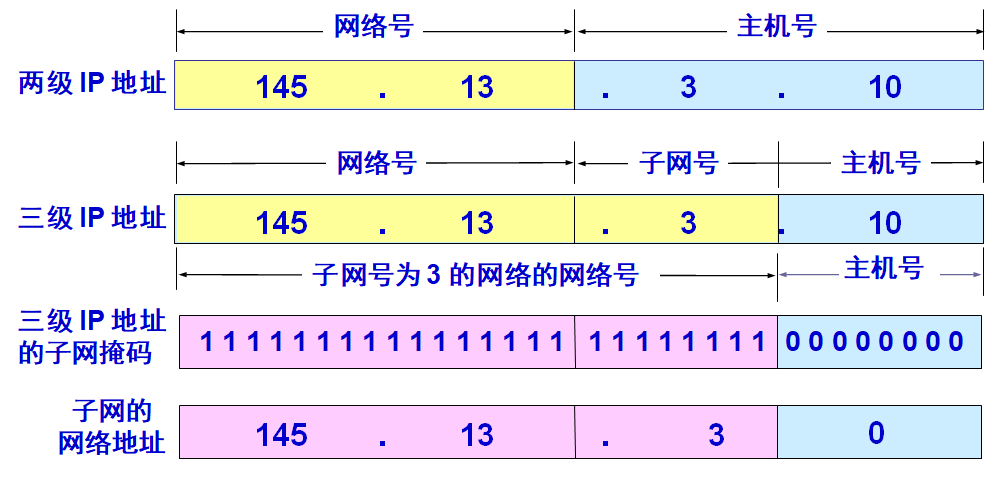 网络号 主机号
两级 IP 地址 145 . 13 . 3 . 10
网络号 子网号 主机号
三级 IP 地址 145 . 13 . 3 . 10
子网号为 3 的网络的网络号 主机号
三级 IP 地址
的子网掩码
1 1 1 1 1 1 1 1 1 1 1 1 1 1 1 1 1 1 1 1 1 1 1 1 0 0 0 0 0 0 0 0
子网的
网络地址
145 . 13 . 3 0